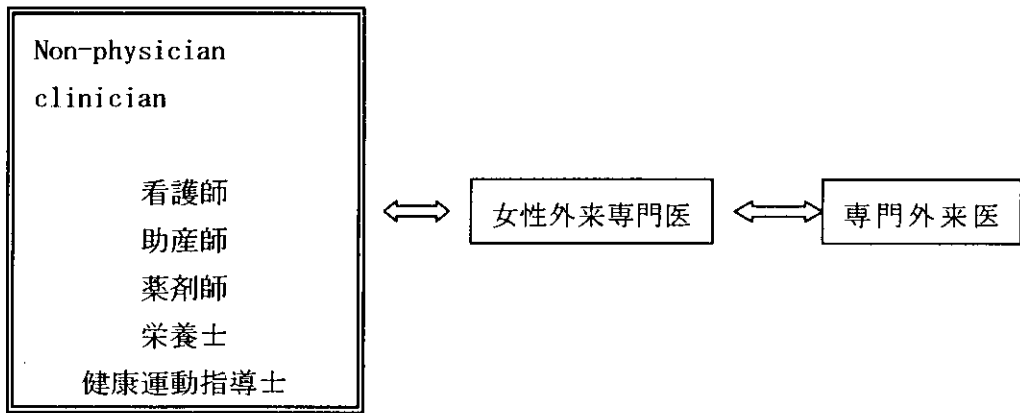 Non-physician
clinician
看護師
助産師
薬剤師
栄養士
健康運動指導士
女性外来専門医
専門外来医